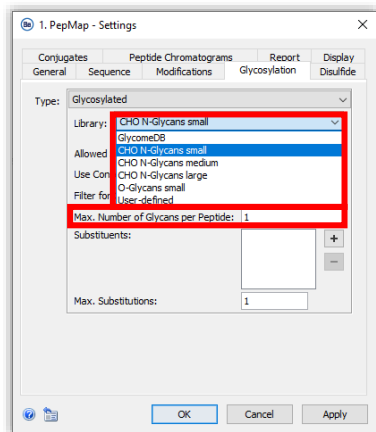 Ba 1. PepMap - Settings
Conjugates Peptide Chromatograms Report Display
General Sequence Modifications Glycosylation Disulfide
Type: Glycosylated
Library: CHO N-Glycans small
GlycomeDB
Allowed CHO N-Glycans small
CHO N-Glycans medium
Use Con CHO N-Glycans large
O-Glycans small
Filter for User-defined
Max. Number of Glycans per Peptide: 1
Substituents:
+
−
Max. Substitutions: 1
OK Cancel Apply